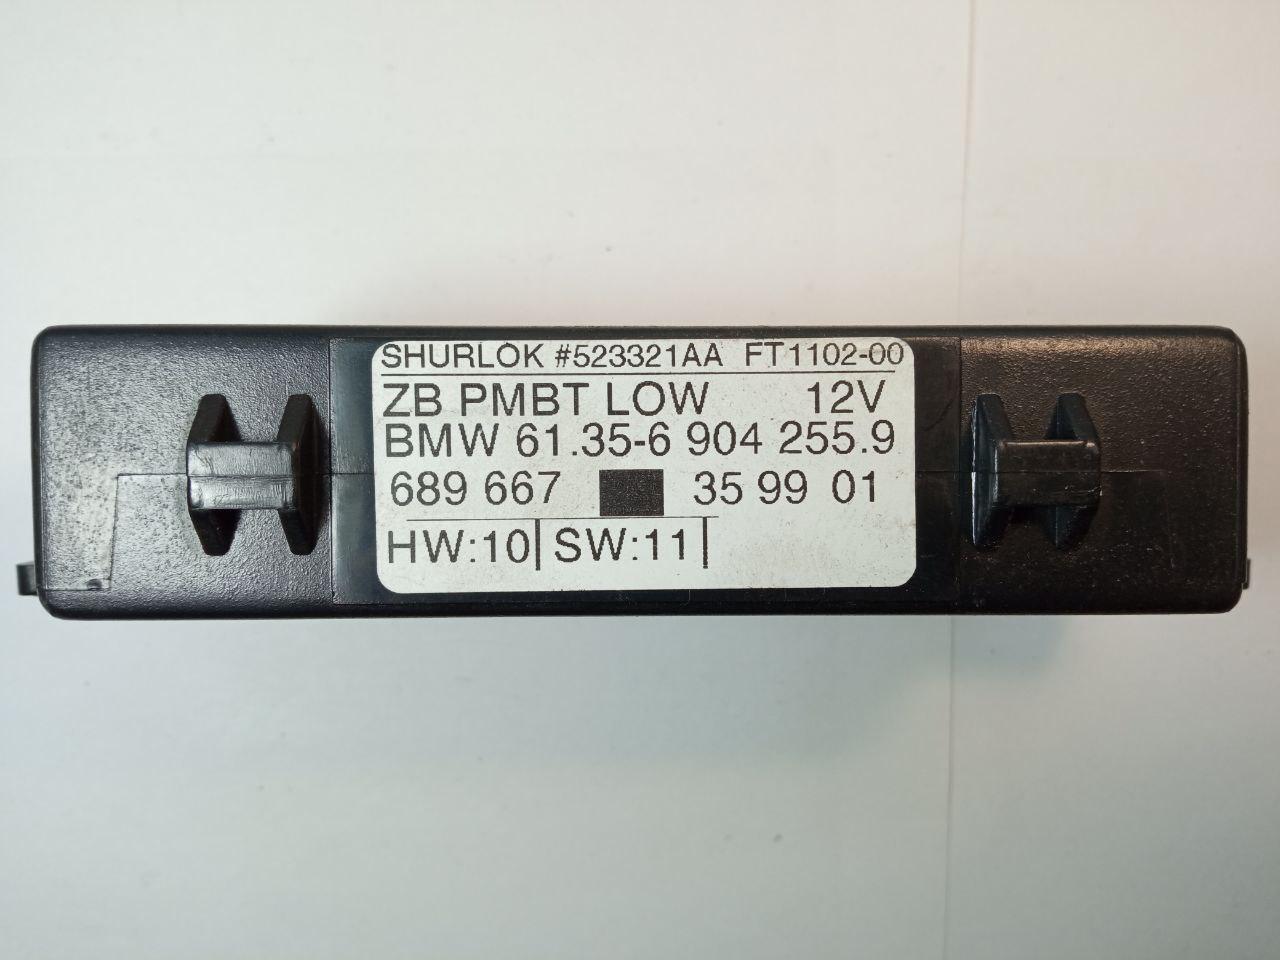 SHURLOK #523321AA FT1102-00
ZB PMBT LOW 12V
BMW 61.35-6 904 255.9
689 667 35 99 01
HW:10 SW:11